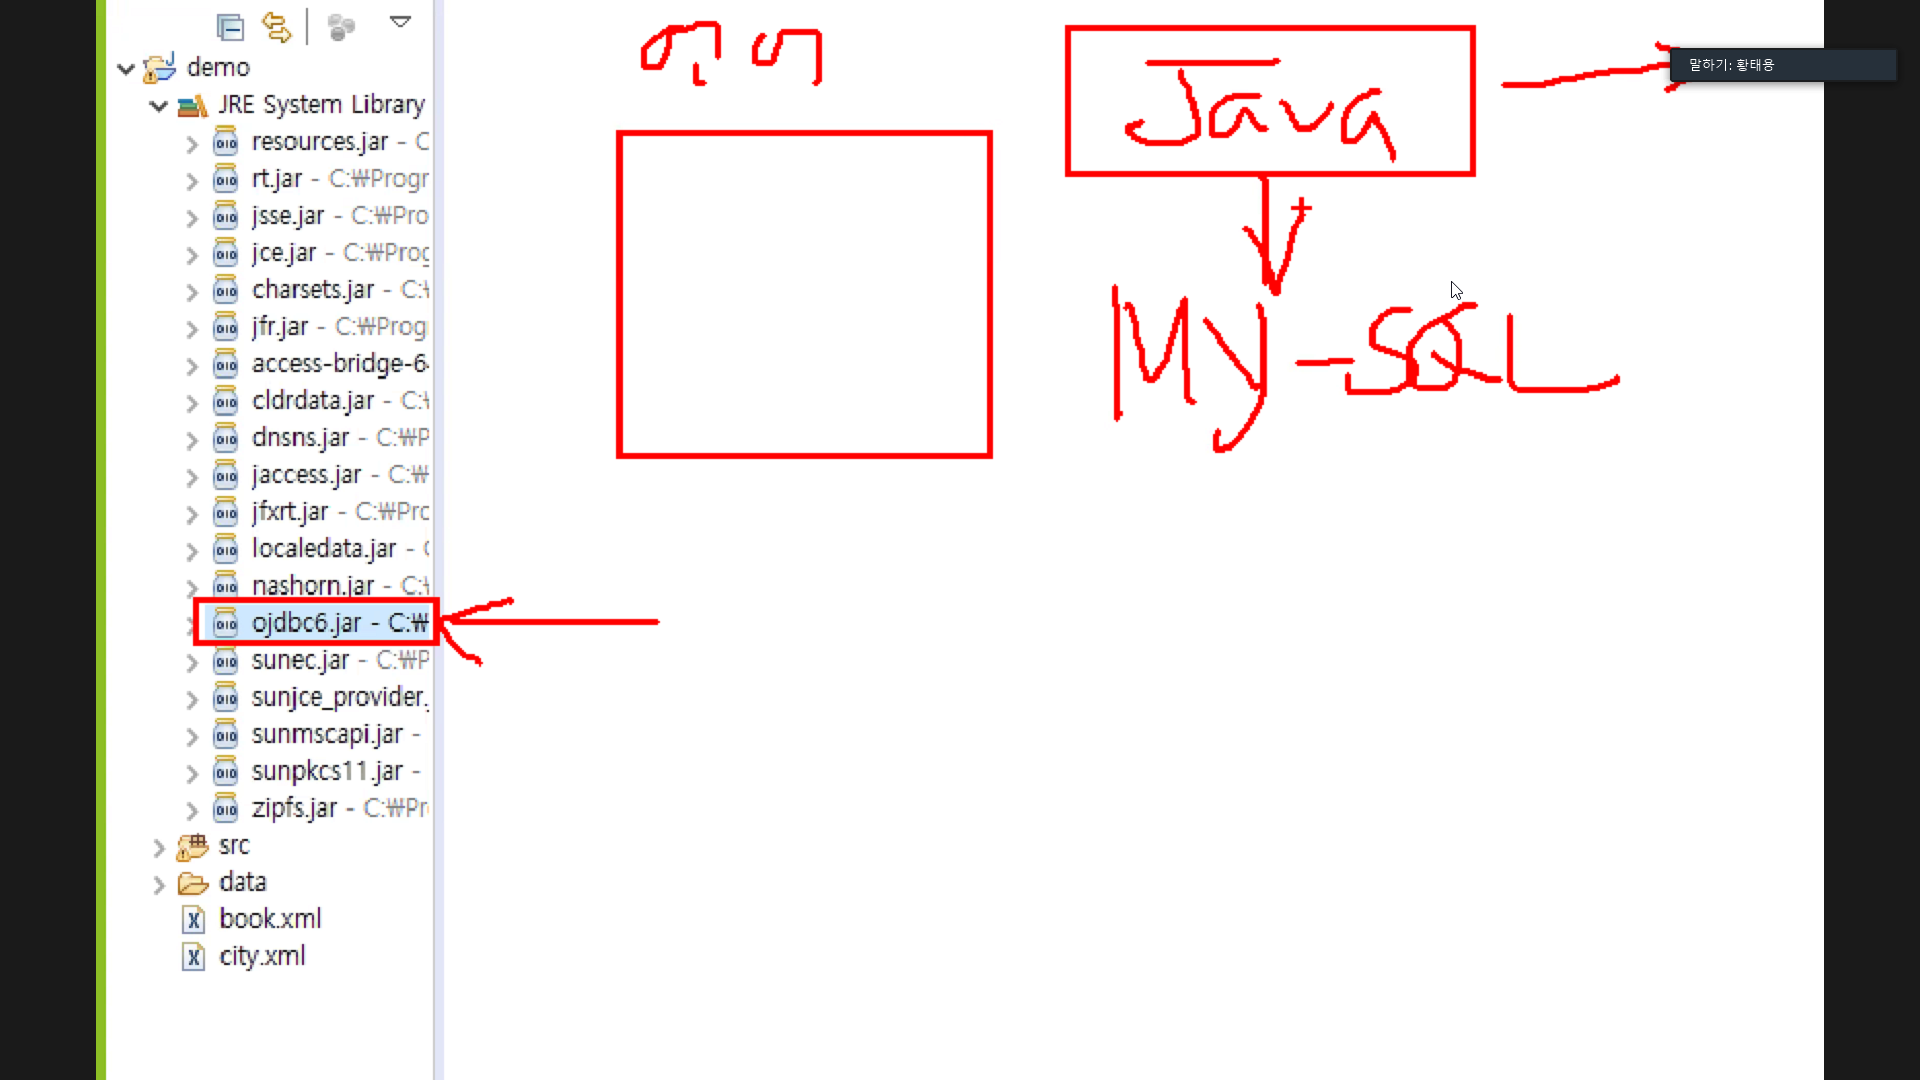 demo
JRE System Library
resources.jar - C
rt.jar - C:₩Progr
jsse.jar - C:₩Pro
jce.jar - C:₩Prog
charsets.jar - C:₩
jfr.jar - C:₩Prog
access-bridge-64
cldrdata.jar - C:₩
dnsns.jar - C:₩P
jaccess.jar - C:₩
jfxrt.jar - C:₩Prc
localedata.jar - C
nashorn.jar - C:₩
ojdbc6.jar - C:₩
sunec.jar - C:₩P
sunjce_provider.
sunmscapi.jar -
sunpkcs11.jar -
zipfs.jar - C:₩Pr
src
data
book.xml
city.xml
Java
My-SQL
말하기: 황태용